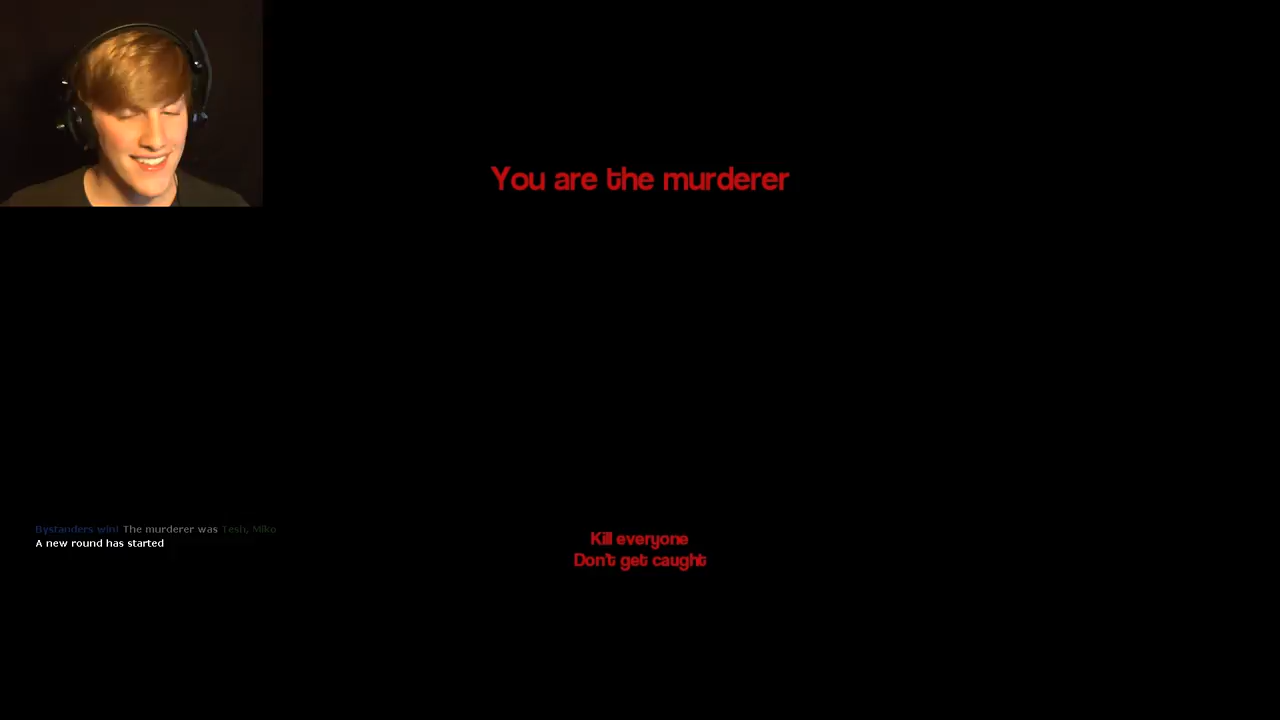 You are the murderer
Bystanders win! The murderer was Tesh, Miko
A new round has started
Kill everyone
Don't get caught